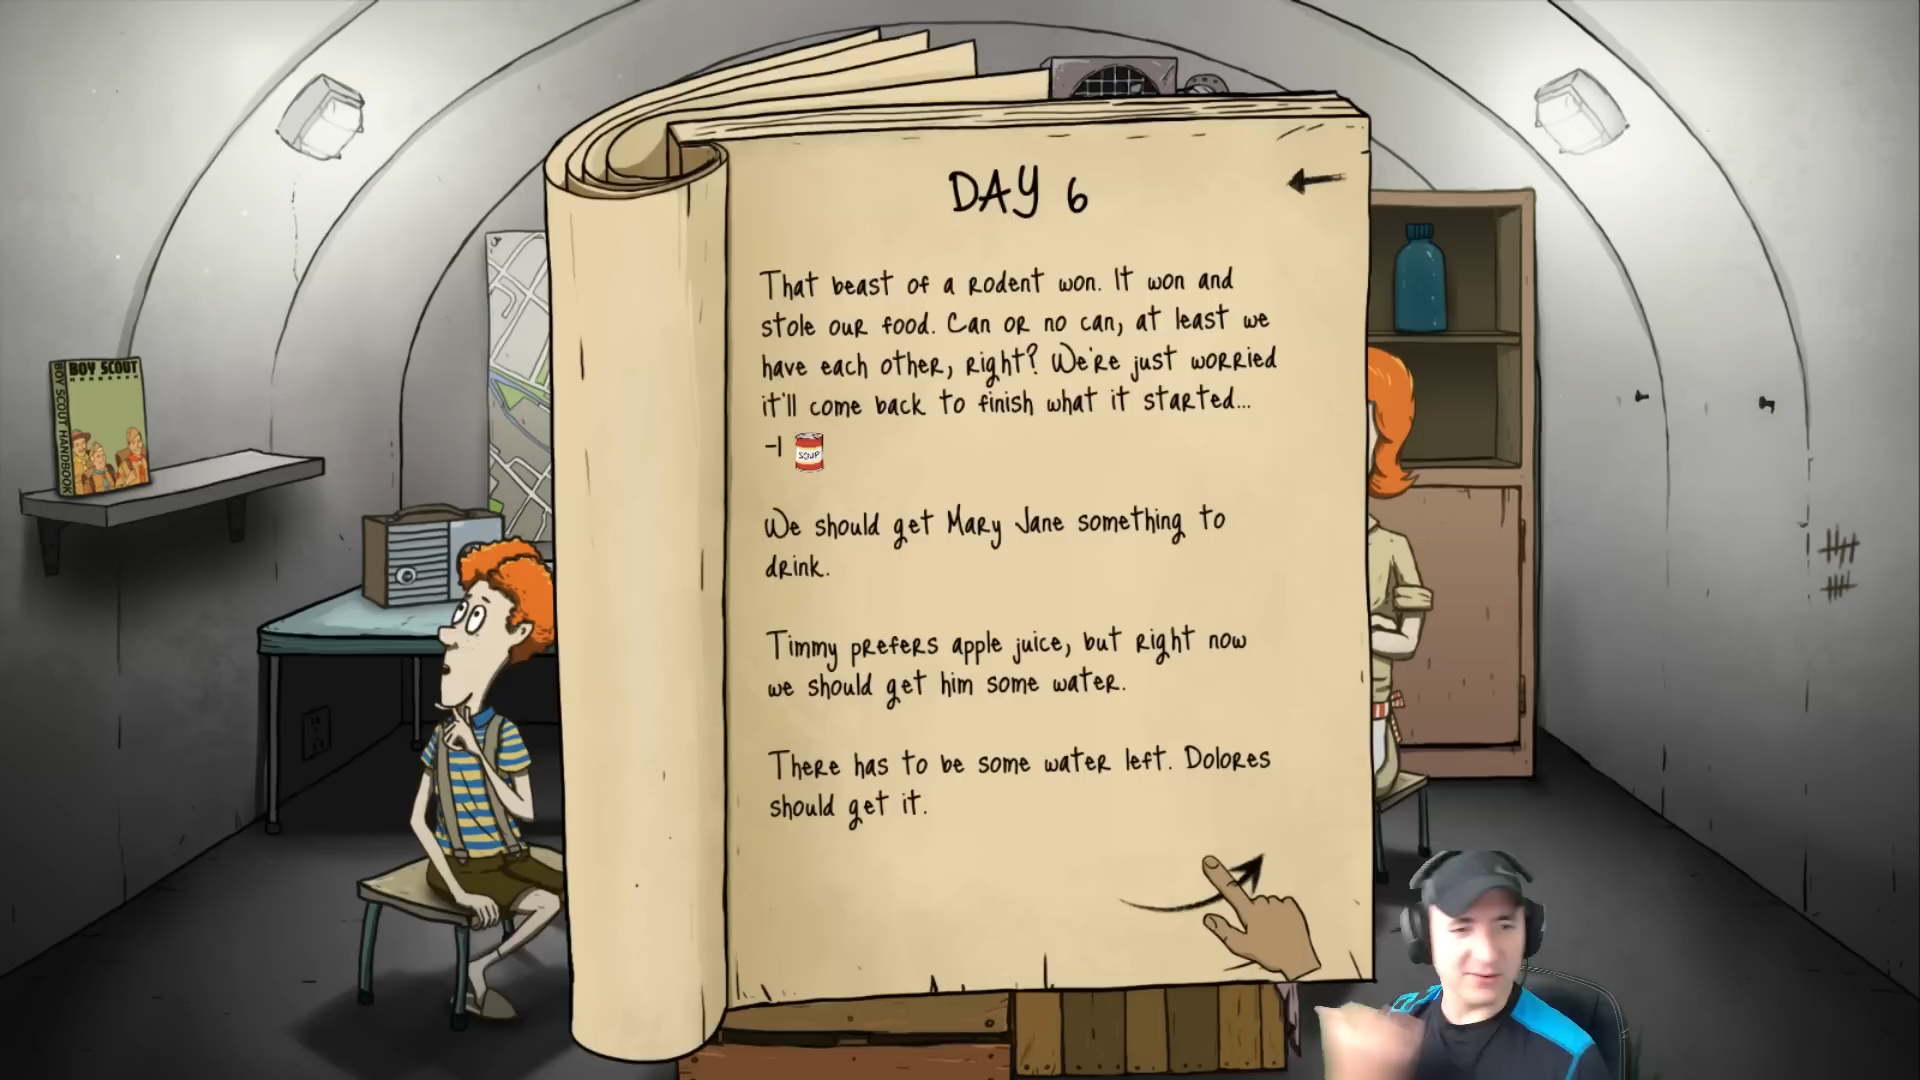 DAY 6
That beast of a rodent won. It won and
stole our food. Can or no can, at least we
have each other, right? We're just worried
it'll come back to finish what it started...
-1 SOUP
We should get Mary Jane something to
drink.
Timmy prefers apple juice, but right now
we should get him some water.
There has to be some water left. Dolores
should get it.
BOY SCOUT
HANDBOOK
BOY SCOUT HANDBOOK